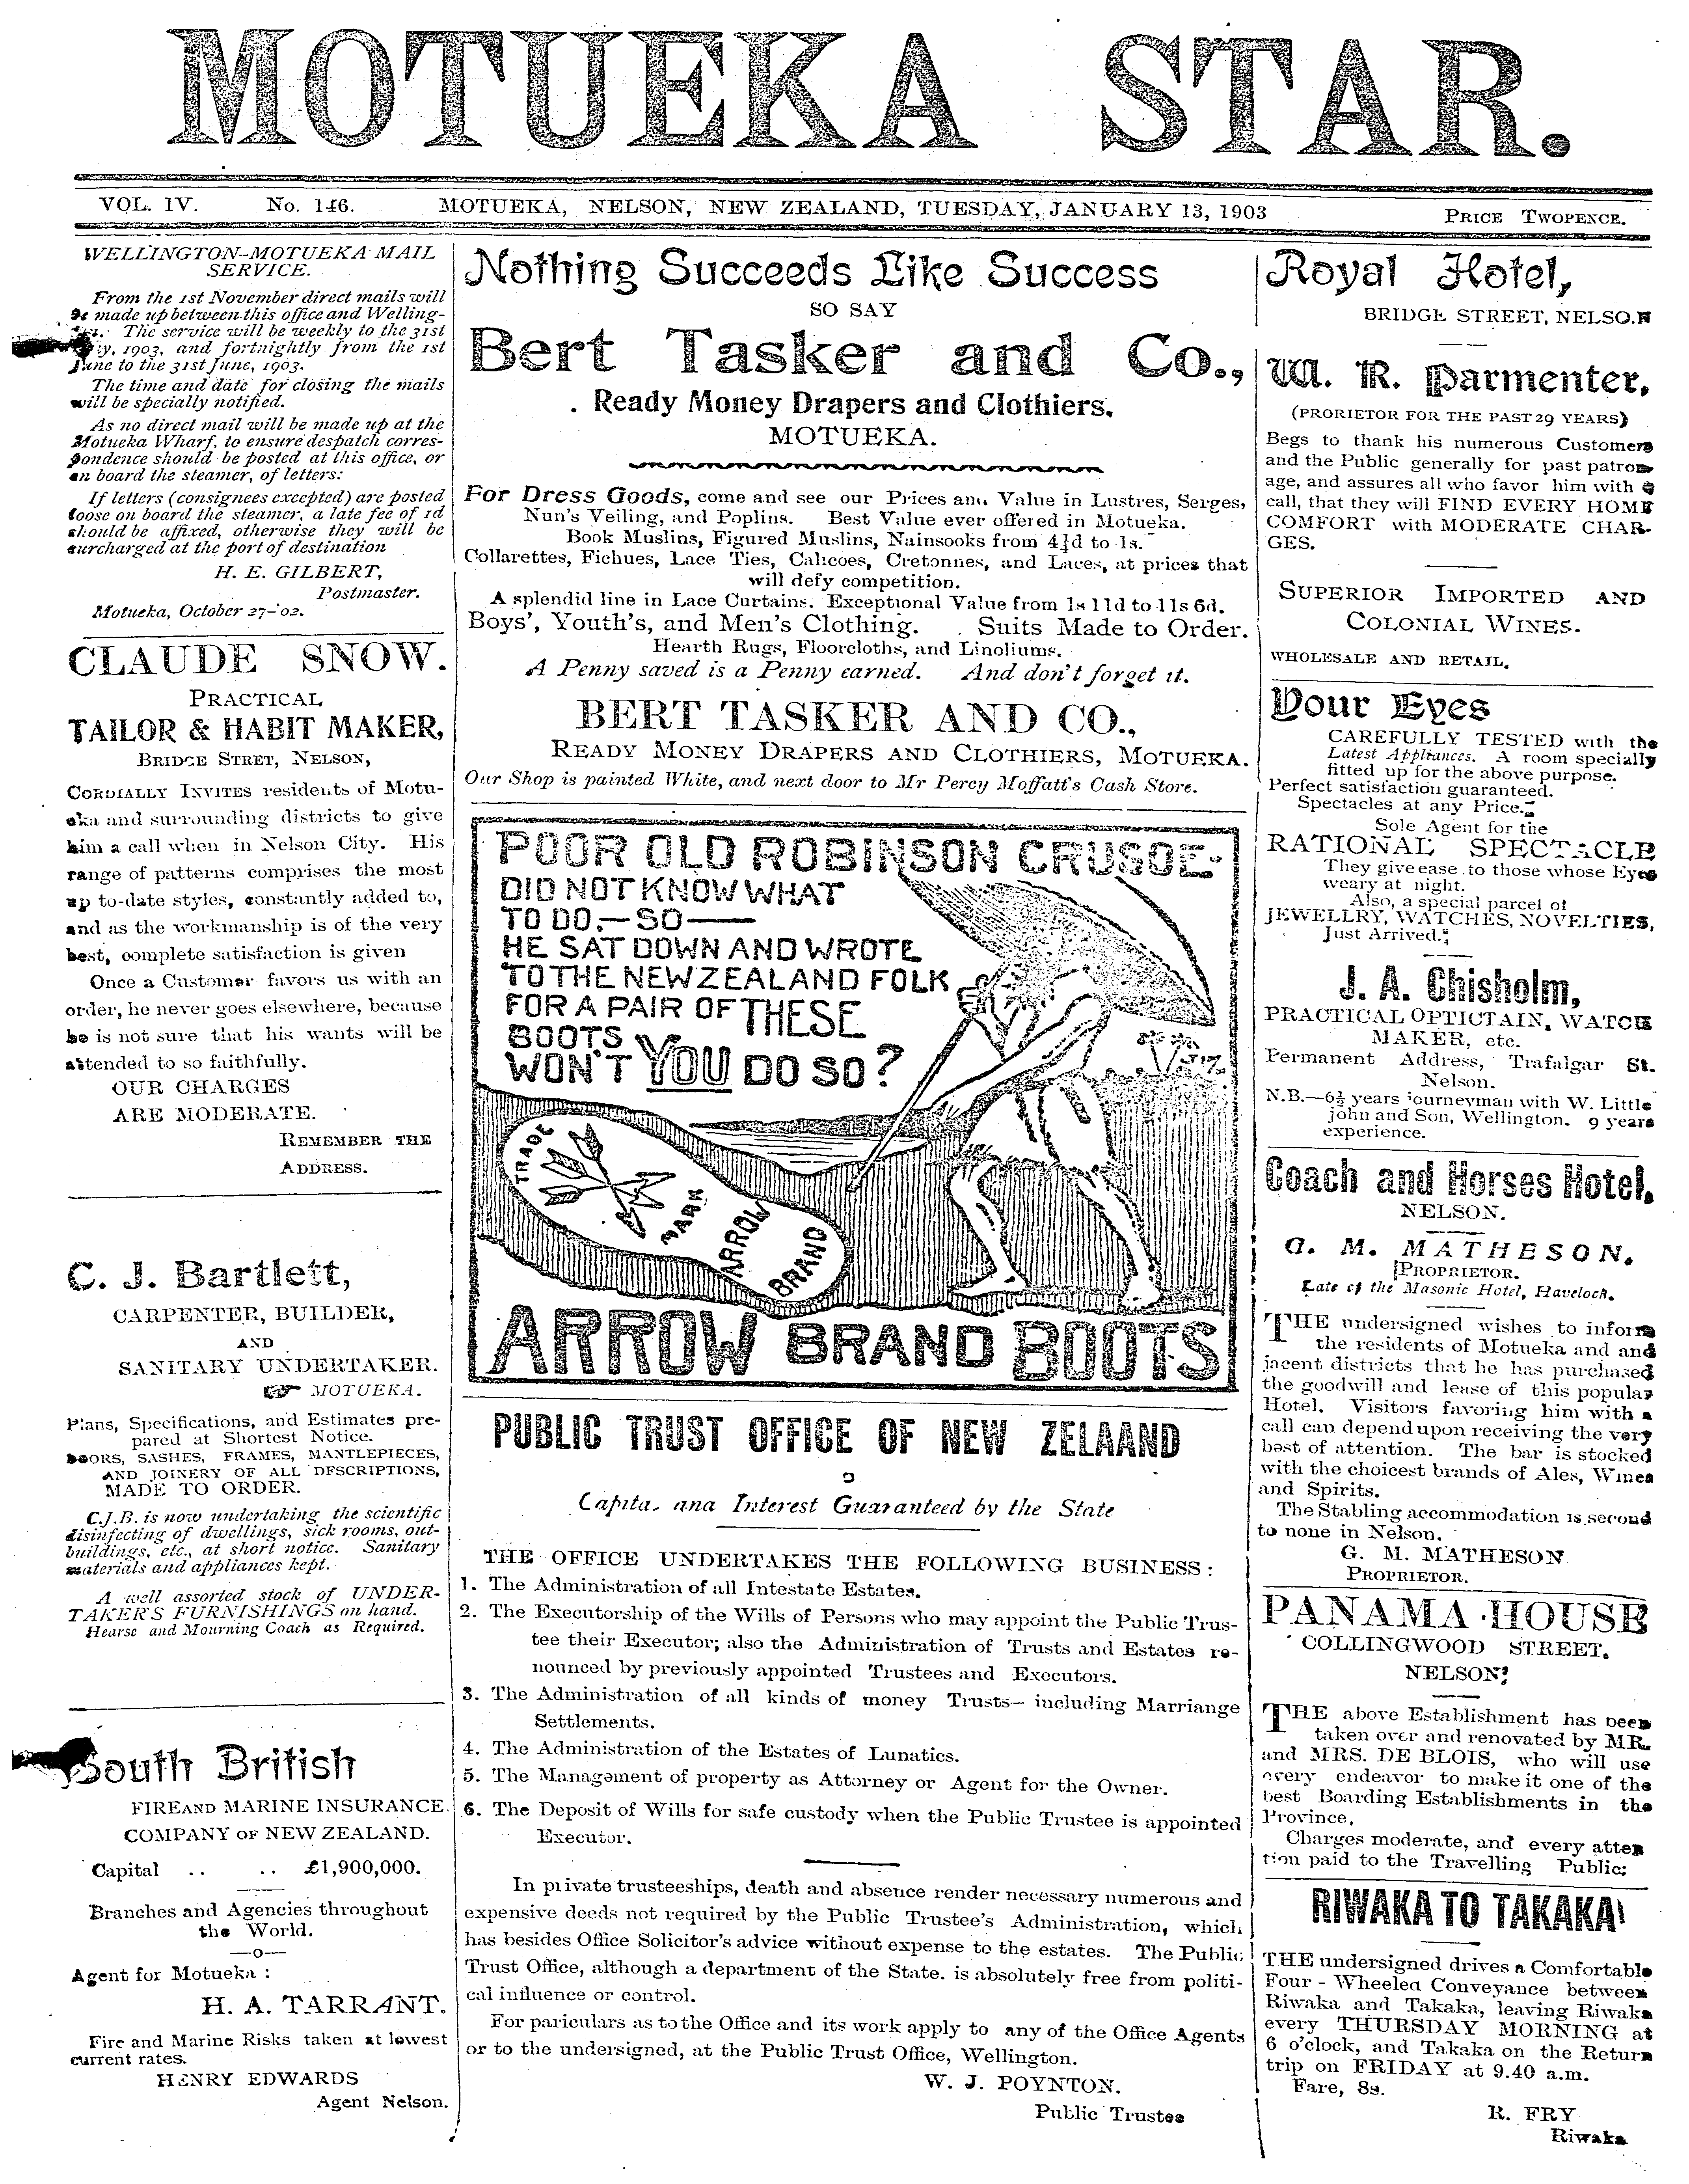 MOTUEKA STAR.
VOL. IV. No. 146. MOTUEKA, NELSON, NEW ZEALAND, TUESDAY, JANUARY 13, 1903 PRICE TWOPENCE.
WELLINGTON-MOTUEKA MAIL
SERVICE.
From the 1st November direct mails will
be made up between this office and Welling-
The service will be weekly to the 31st
1903, and fortnightly from the 1st
June to the 31st June, 1903.
The time and date for closing the mails
will be specially notified.
As no direct mail will be made up at the
Motueka Wharf, to ensure despatch corres-
pondence should be posted at this office, or
on board the steamer, of letters:
If letters (consignees excepted) are posted
loose on board the steamer, a late fee of 1d
should be affixed, otherwise they will be
surcharged at the port of destination
H. E. GILBERT,
Postmaster.
Motueka, October 27-'02.
CLAUDE SNOW.
PRACTICAL
TAILOR & HABIT MAKER,
BRIDGE STRET, NELSON,
CORDIALLY INVITES residents of Motu-
eka and surrounding districts to give
him a call when in Nelson City. His
range of patterns comprises the most
up to-date styles, constantly added to,
and as the workmanship is of the very
best, complete satisfaction is given
Once a Customer favors us with an
order, he never goes elsewhere, because
he is not sure that his wants will be
attended to so faithfully.
OUR CHARGES
ARE MODERATE.
REMEMBER THE
ADDRESS.
C. J. Bartlett,
CARPENTER, BUILDER,
AND
SANITARY UNDERTAKER.
MOTUEKA.
Plans, Specifications, and Estimates pre-
pared at Shortest Notice.
DOORS, SASHES, FRAMES, MANTLEPIECES,
AND JOINERY OF ALL DESCRIPTIONS,
MADE TO ORDER.
C.J.B. is now undertaking the scientific
disinfecting of dwellings, sick rooms, out-
buildings, etc., at short notice. Sanitary
materials and appliances kept.
A well assorted stock of UNDER-
TAKER'S FURNISHINGS on hand.
Hearse and Mourning Coach as Required.
South British
FIRE AND MARINE INSURANCE
COMPANY OF NEW ZEALAND.
Capital .. .. £1,900,000.
Branches and Agencies throughout
the World.
—o—
Agent for Motueka :
H. A. TARRANT.
Fire and Marine Risks taken at lowest
current rates.
HENRY EDWARDS
Agent Nelson.
Nothing Succeeds Like Success
SO SAY
Bert Tasker and Co.,
Ready Money Drapers and Clothiers,
MOTUEKA.
For Dress Goods, come and see our Prices and Value in Lustres, Serges,
Nun's Veiling, and Poplins. Best Value ever offered in Motueka.
Book Muslins, Figured Muslins, Nainsooks from 4½d to 1s.
Collarettes, Fichues, Lace Ties, Calicoes, Cretonnes, and Laces, at prices that
will defy competition.
A splendid line in Lace Curtains. Exceptional Value from 1s 11d to 11s 6d.
Boys', Youth's, and Men's Clothing. Suits Made to Order.
Hearth Rugs, Floorcloths, and Linoliums.
A Penny saved is a Penny earned. And don't forget it.
BERT TASKER AND CO.,
READY MONEY DRAPERS AND CLOTHIERS, MOTUEKA.
Our Shop is painted White, and next door to Mr Percy Moffatt's Cash Store.
POOR OLD ROBINSON CRUSOE-
DID NOT KNOW WHAT
TO DO,—SO—
HE SAT DOWN AND WROTE
TO THE NEW ZEALAND FOLK
FOR A PAIR OF THESE
BOOTS
WON'T YOU DO SO?
TRADE
MARK
ARROW
BRAND
ARROW BRAND BOOTS
PUBLIC TRUST OFFICE OF NEW ZELAAND
Capital and Interest Guaranteed by the State
THE OFFICE UNDERTAKES THE FOLLOWING BUSINESS :
1. The Administration of all Intestate Estates.
2. The Executorship of the Wills of Persons who may appoint the Public Trus-
tee their Executor; also the Administration of Trusts and Estates re-
nounced by previously appointed Trustees and Executors.
3. The Administration of all kinds of money Trusts— including Marriange
Settlements.
4. The Administration of the Estates of Lunatics.
5. The Management of property as Attorney or Agent for the Owner.
6. The Deposit of Wills for safe custody when the Public Trustee is appointed
Executor.
In private trusteeships, death and absence render necessary numerous and
expensive deeds not required by the Public Trustee's Administration, which
has besides Office Solicitor's advice without expense to the estates. The Public
Trust Office, although a department of the State. is absolutely free from politi-
cal influence or control.
For pariculars as to the Office and its work apply to any of the Office Agents
or to the undersigned, at the Public Trust Office, Wellington.
W. J. POYNTON.
Public Trustee
Royal Hotel,
BRIDGE STREET, NELSON
W. R. Parmenter,
(PRORIETOR FOR THE PAST 29 YEARS)
Begs to thank his numerous Customers
and the Public generally for past patron-
age, and assures all who favor him with a
call, that they will FIND EVERY HOME
COMFORT with MODERATE CHAR-
GES.
SUPERIOR IMPORTED AND
COLONIAL WINES.
WHOLESALE AND RETAIL.
Your Eyes
CAREFULLY TESTED with the
Latest Appliances. A room specially
fitted up for the above purpose.
Perfect satisfaction guaranteed.
Spectacles at any Price.
Sole Agent for the
RATIONAL SPECTACLE
They give ease to those whose Eyes
weary at night.
Also, a special parcel of
JEWELLRY, WATCHES, NOVELTIES,
Just Arrived.
J. A. Chisholm,
PRACTICAL OPTICTAIN, WATCH
MAKER, etc.
Permanent Address, Trafalgar St.
Nelson.
N.B.—6½ years journeyman with W. Little
john and Son, Wellington. 9 years
experience.
Coach and Horses Hotel,
NELSON.
G. M. MATHESON,
PROPRIETOR.
Late of the Masonic Hotel, Havelock.
THE undersigned wishes to inform
the residents of Motueka and and
jacent districts that he has purchased
the goodwill and lease of this popular
Hotel. Visitors favoring him with a
call can depend upon receiving the very
best of attention. The bar is stocked
with the choicest brands of Ales, Wines
and Spirits.
The Stabling accommodation is second
to none in Nelson.
G. M. MATHESON
PROPRIETOR.
PANAMA HOUSE
COLLINGWOOD STREET,
NELSON.
THE above Establishment has been
taken over and renovated by MR.
and MRS. DE BLOIS, who will use
every endeavor to make it one of the
best Boarding Establishments in the
Province,
Charges moderate, and every atten
tion paid to the Travelling Public.
RIWAKA TO TAKAKA
THE undersigned drives a Comfortable
Four - Wheeled Conveyance between
Riwaka and Takaka, leaving Riwaka
every THURSDAY MORNING at
6 o'clock, and Takaka on the Return
trip on FRIDAY at 9.40 a.m.
Fare, 8s.
R. FRY
Riwaka